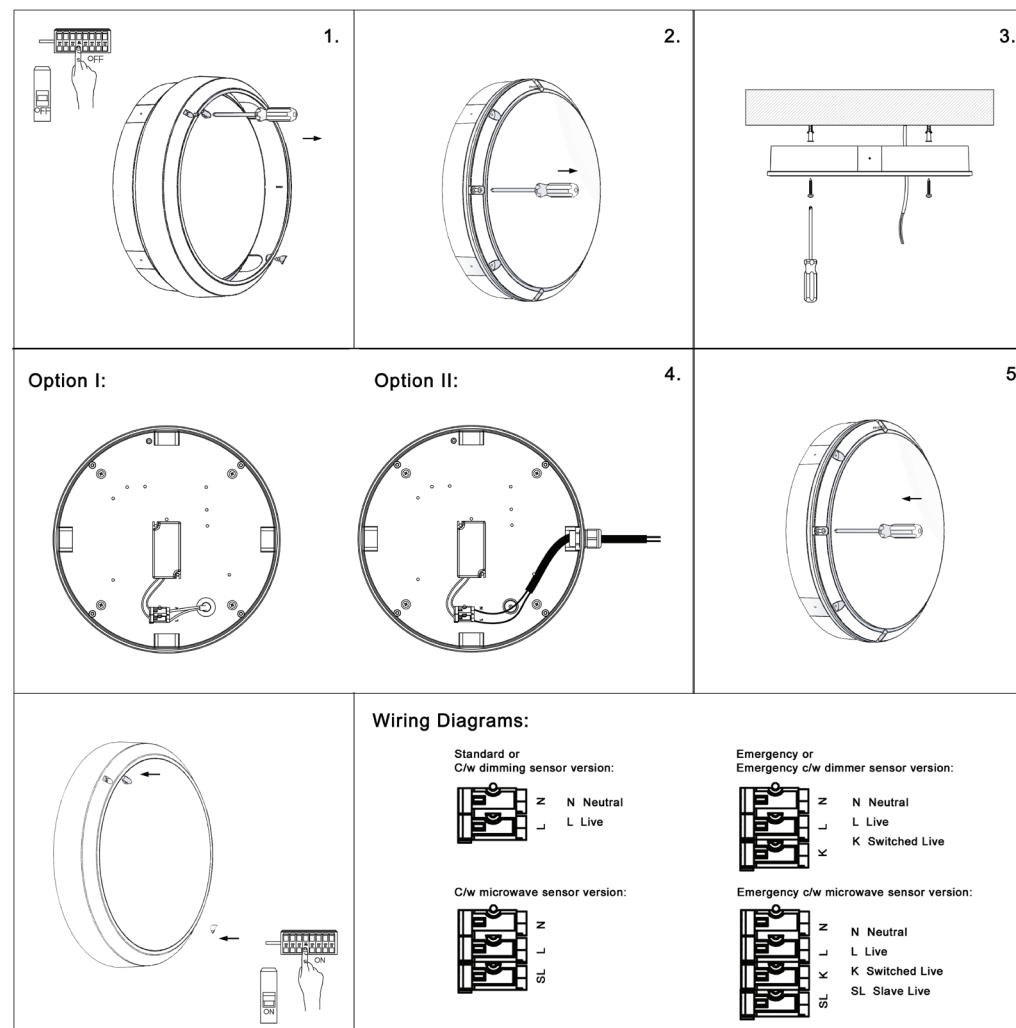 OFF
OFF
1.
2.
3.
Option I:
Option II:
4.
5
ON
ON
Wiring Diagrams:
Standard or
C/w dimming sensor version:
N
L
N Neutral
L Live
Emergency or
Emergency c/w dimmer sensor version:
N
L
K
N Neutral
L Live
K Switched Live
C/w microwave sensor version:
N
L
SL
Emergency c/w microwave sensor version:
N
L
K
SL
N Neutral
L Live
K Switched Live
SL Slave Live